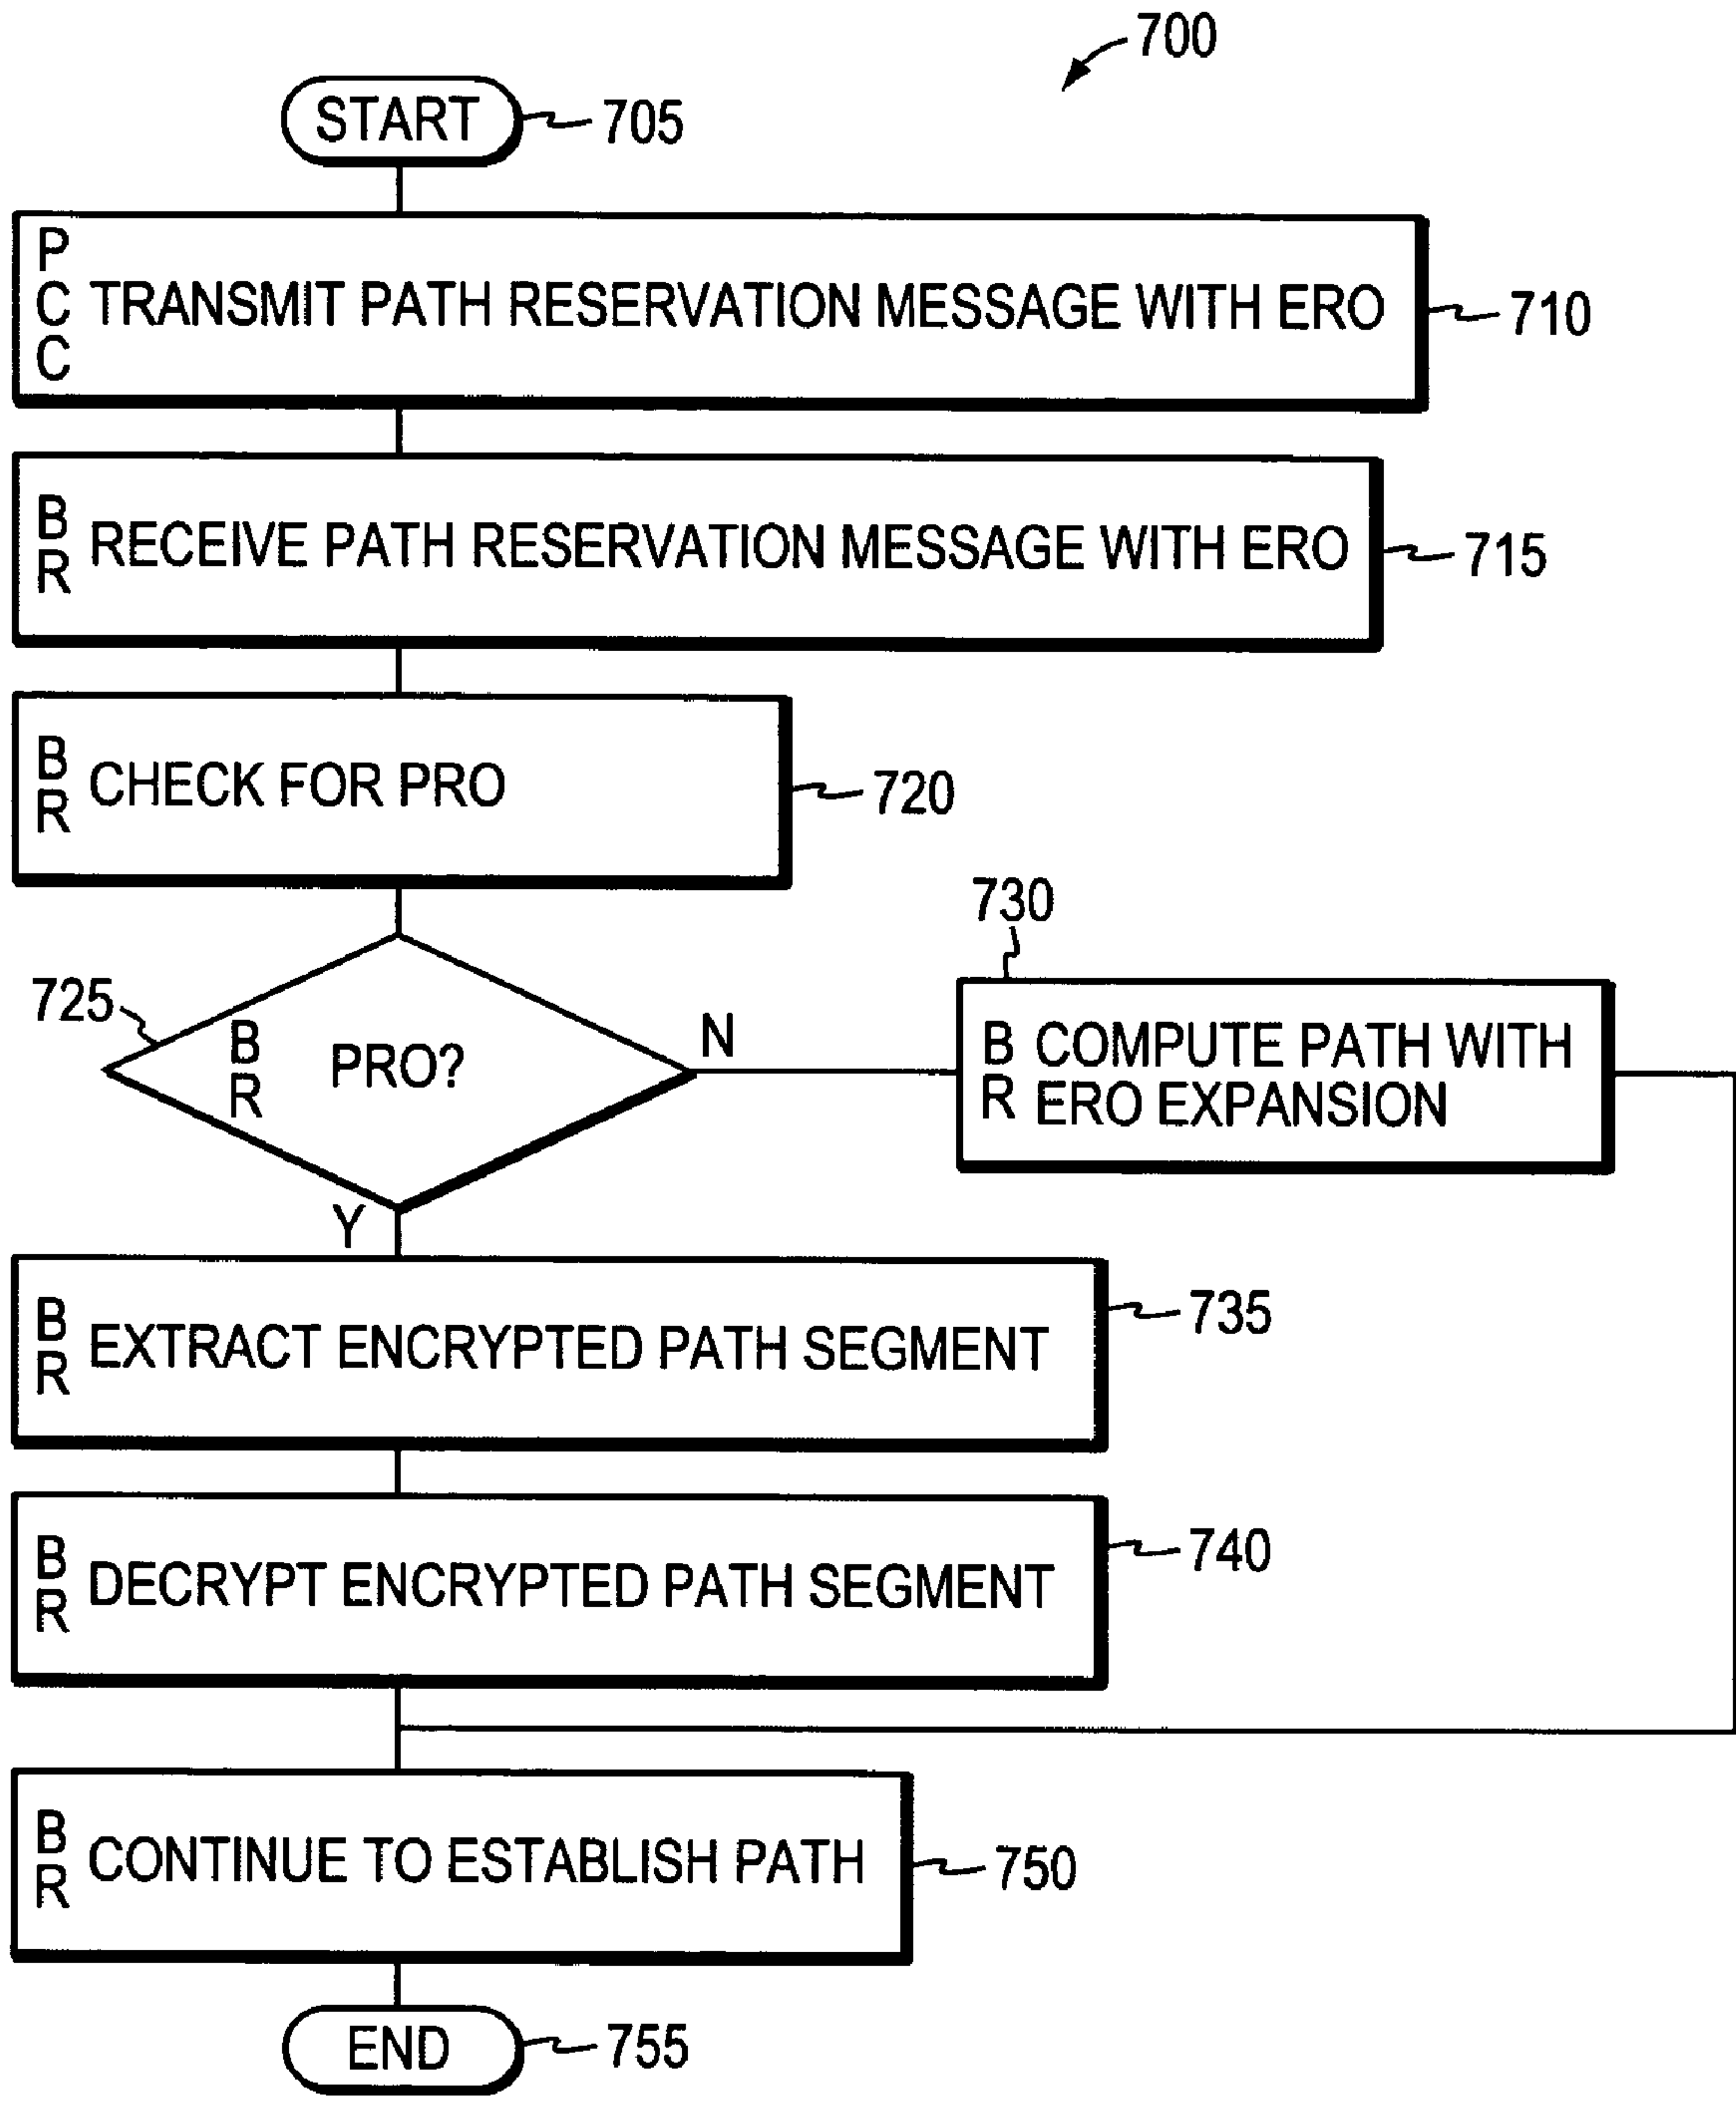 700
START
705
P
C
C
TRANSMIT PATH RESERVATION MESSAGE WITH ERO
710
B
R
RECEIVE PATH RESERVATION MESSAGE WITH ERO
715
B
R
CHECK FOR PRO
720
725
B
R
PRO?
N
Y
730
B
R
COMPUTE PATH WITH
ERO EXPANSION
B
R
EXTRACT ENCRYPTED PATH SEGMENT
735
B
R
DECRYPT ENCRYPTED PATH SEGMENT
740
B
R
CONTINUE TO ESTABLISH PATH
750
END
755